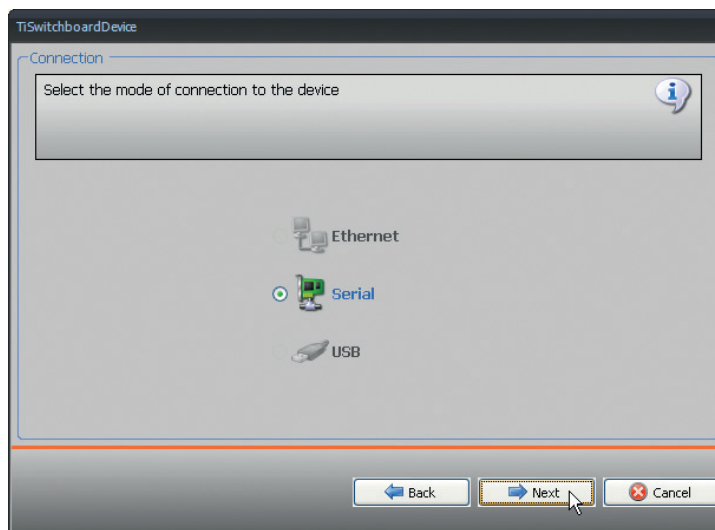 TiSwitchboardDevice
Connection
Select the mode of connection to the device
Ethernet
Serial
USB
Back
Next
Cancel